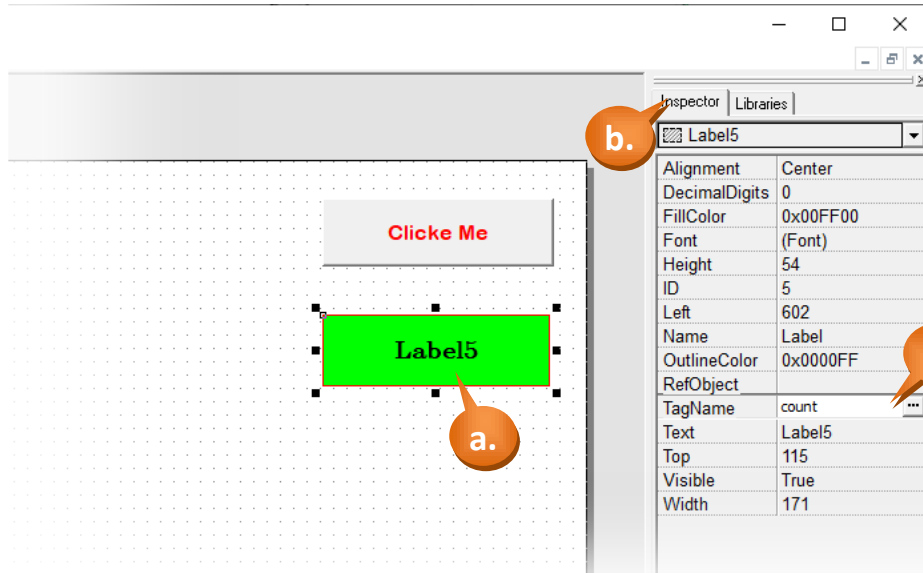 Inspector Libraries
b.
Label5
Alignment Center
DecimalDigits 0
FillColor 0x00FF00
Font (Font)
Height 54
ID 5
Left 602
Name Label
OutlineColor 0x0000FF
RefObject
TagName count ...
Text Label5
Top 115
Visible True
Width 171
Clicke Me
Label5
a.